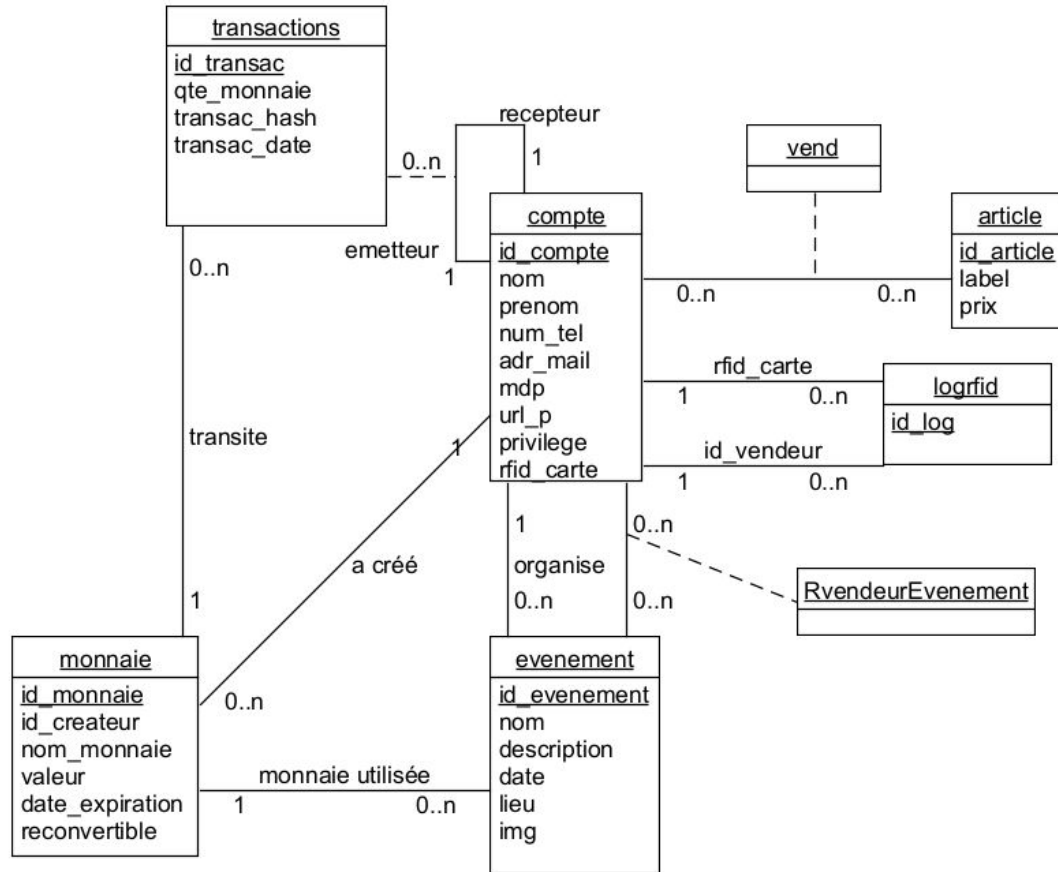 transactions
id_transac
qte_monnaie
transac_hash
transac_date
recepteur
0..n
1
emetteur
1
vend
article
id_article
label
prix
compte
id_compte
nom
prenom
num_tel
adr_mail
mdp
url_p
privilege
rfid_carte
0..n
0..n
rfid_carte
1
0..n
logrfid
id_log
id_vendeur
1
0..n
0..n
transite
1
1
a créé
0..n
1
organise
0..n
0..n
0..n
RvendeurEvenement
monnaie
id_monnaie
id_createur
nom_monnaie
valeur
date_expiration
reconvertible
monnaie utilisée
1
0..n
evenement
id_evenement
nom
description
date
lieu
img